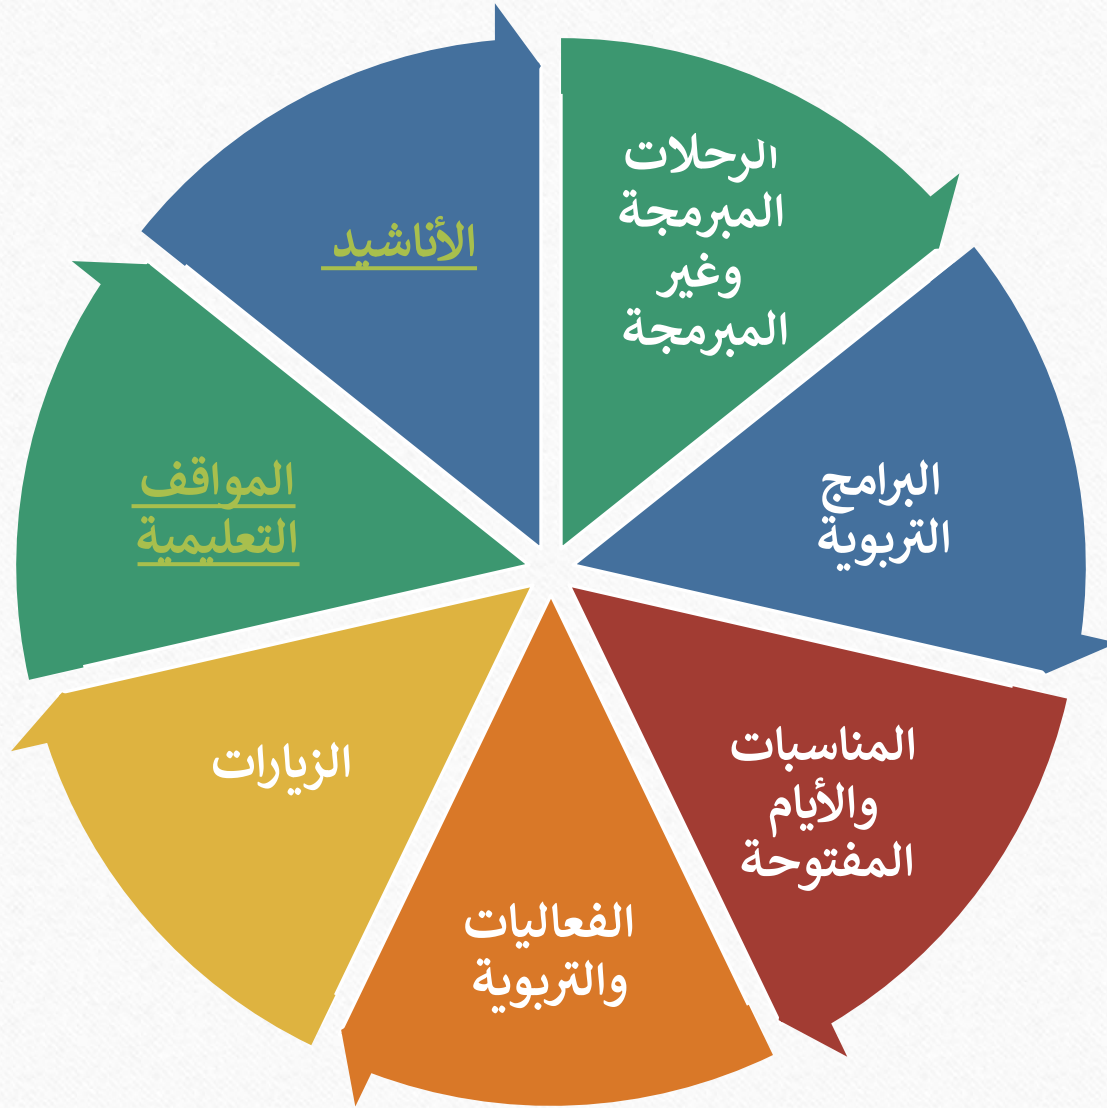 الرحلات
المبرمجة
وغير
المبرمجة
البرامج
التربوية
المناسبات
والأيام
المفتوحة
الفعاليات
والتربوية
الزيارات
المواقف
التعليمية
الأناشيد